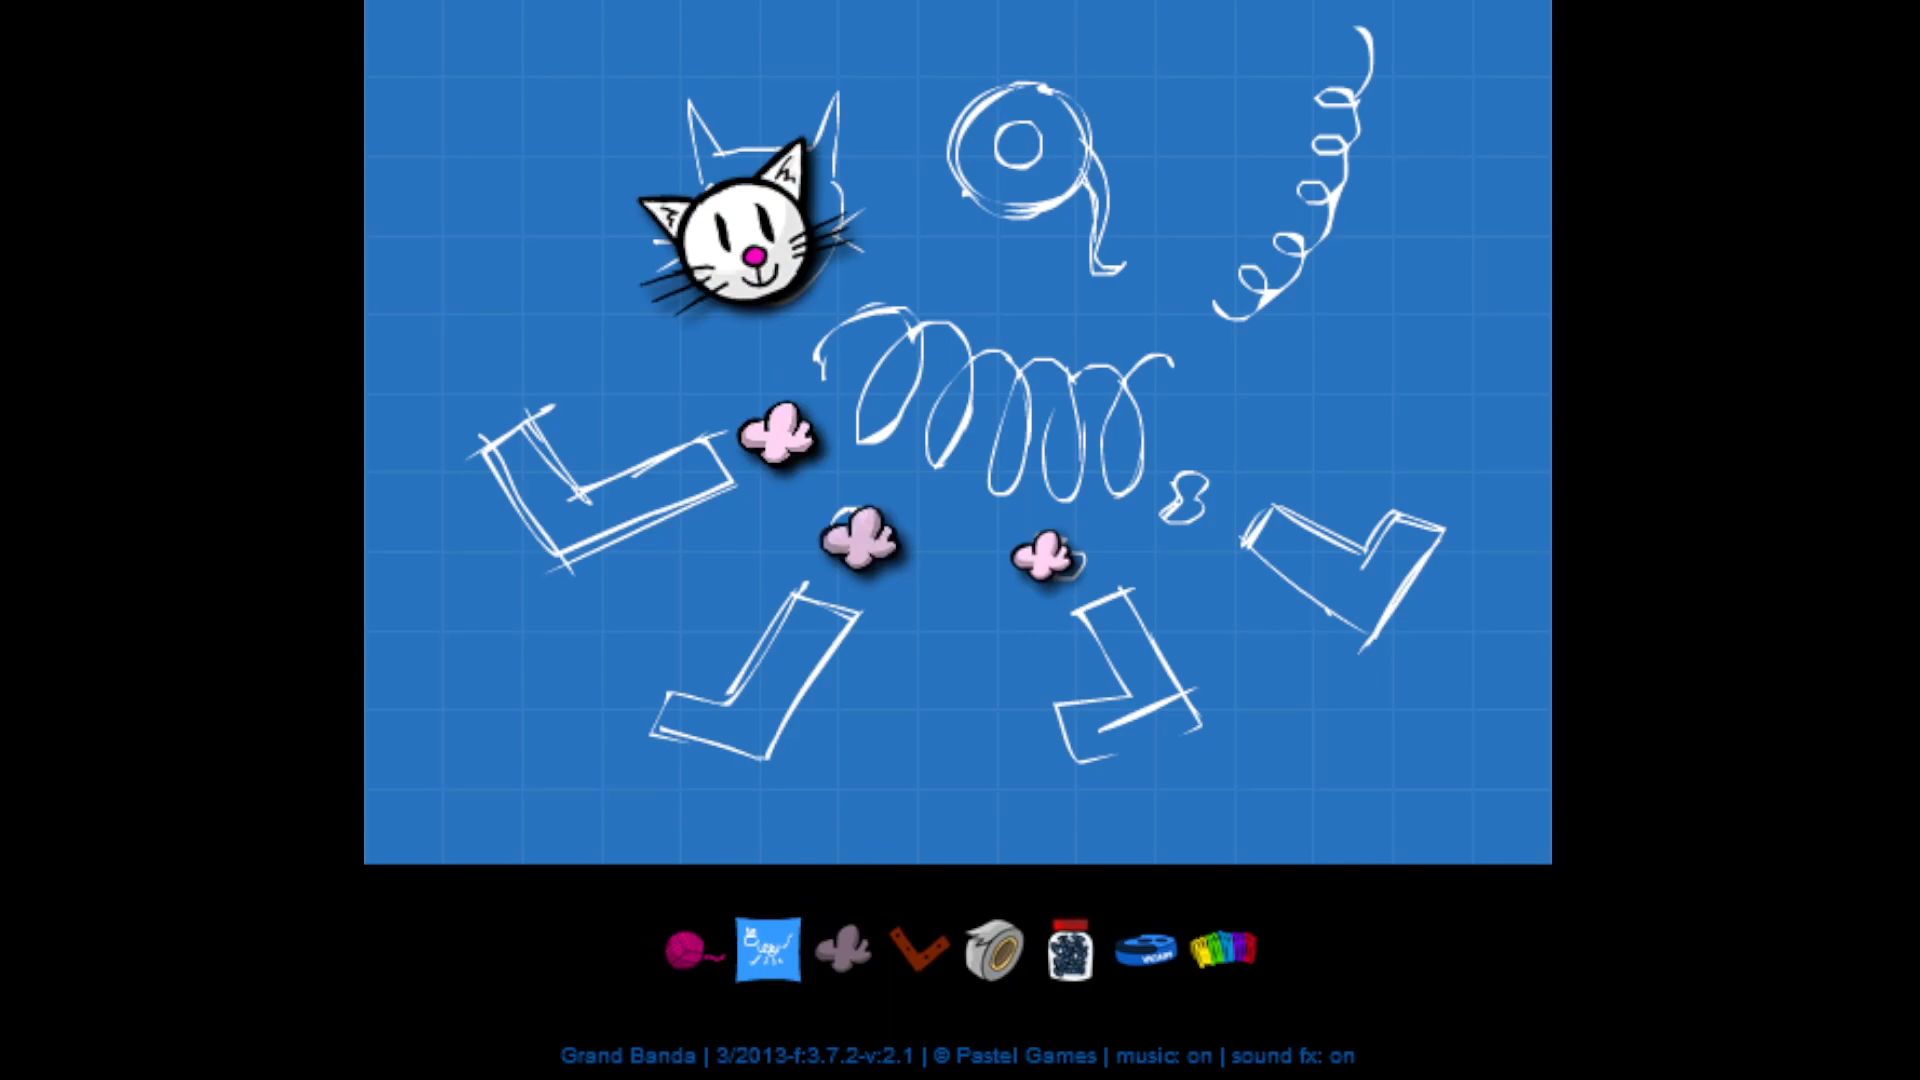 Grand Banda | 3/2013-f:3.7.2-v:2.1 | © Pastel Games | music: on | sound fx: on